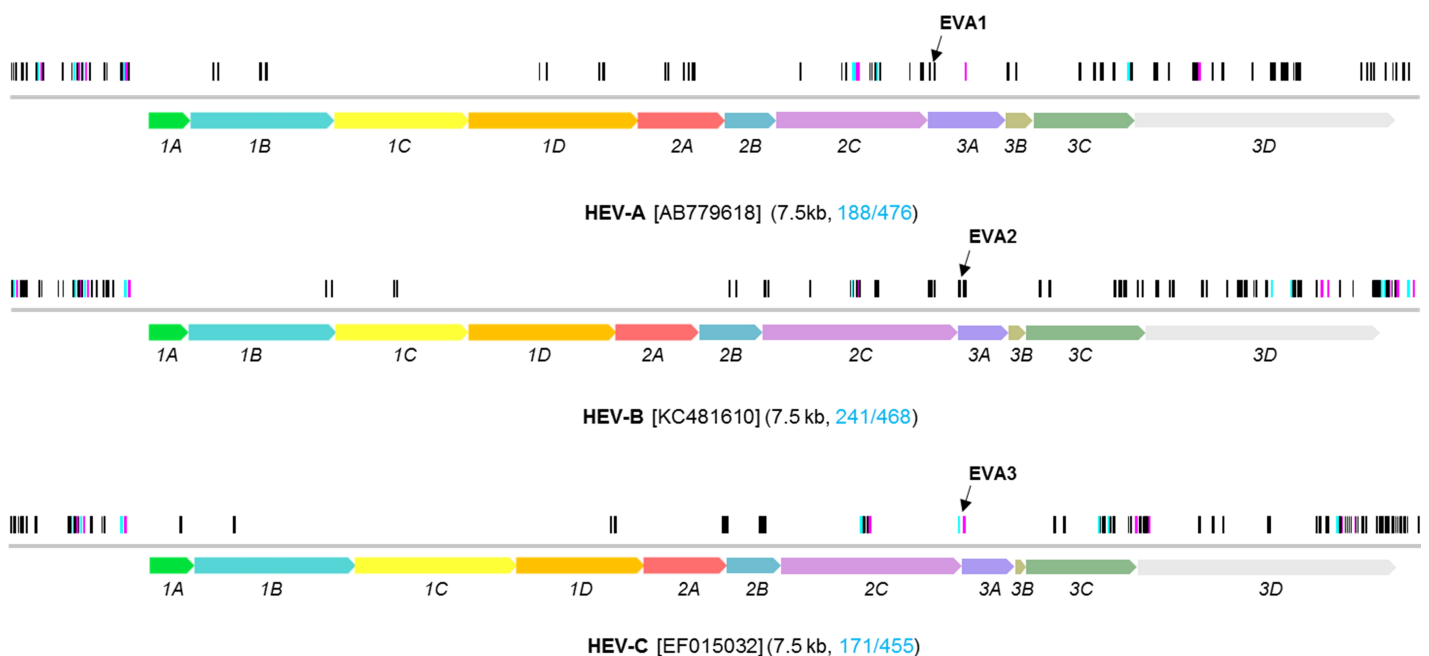 EVA1
1A 1B 1C 1D 2A 2B 2C 3A 3B 3C 3D
HEV-A [AB779618] (7.5kb, 188/476)
EVA2
1A 1B 1C 1D 2A 2B 2C 3A 3B 3C 3D
HEV-B [KC481610] (7.5 kb, 241/468)
EVA3
1A 1B 1C 1D 2A 2B 2C 3A 3B 3C 3D
HEV-C [EF015032] (7.5 kb, 171/455)